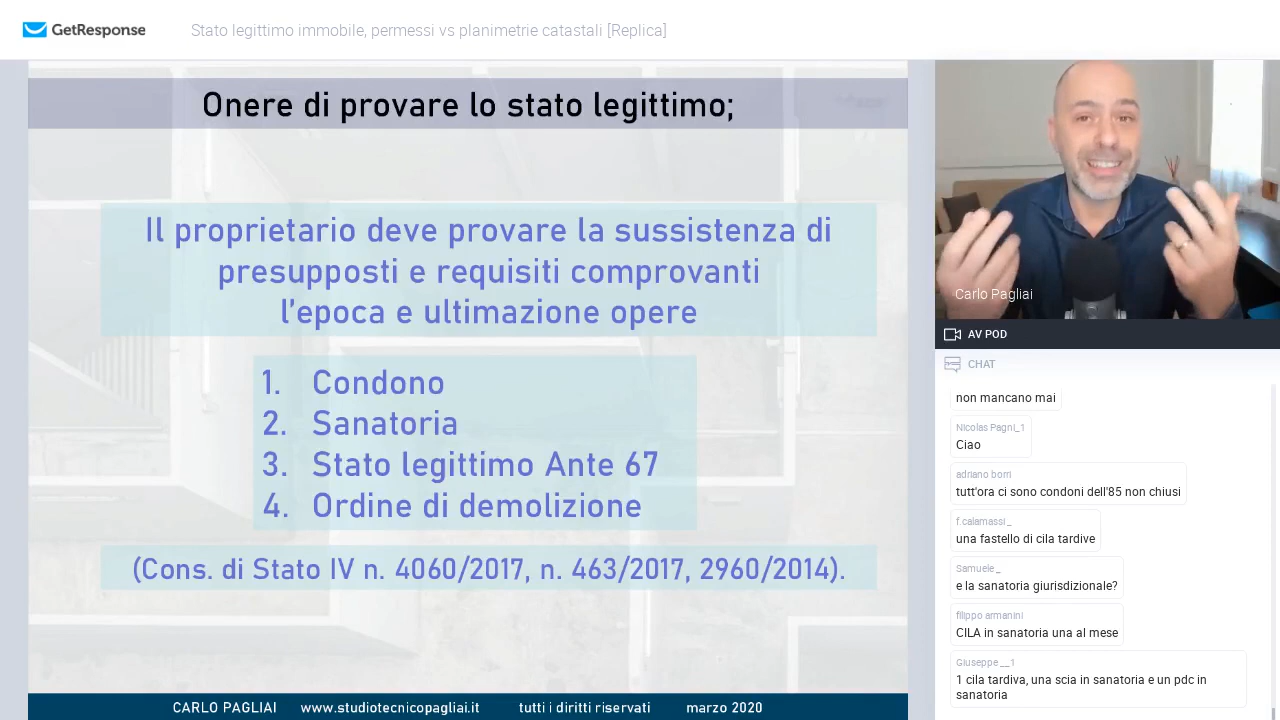 GetResponse
Stato legittimo immobile, permessi vs planimetrie catastali [Replica]
Onere di provare lo stato legittimo;
Il proprietario deve provare la sussistenza di
presupposti e requisiti comprovanti
l'epoca e ultimazione opere
1. Condono
2. Sanatoria
3. Stato legittimo Ante 67
4. Ordine di demolizione
(Cons. di Stato IV n. 4060/2017, n. 463/2017, 2960/2014).
CARLO PAGLIAI www.studiotecnicopagliai.it tutti i diritti riservati marzo 2020
Carlo Pagliai
AV POD
CHAT
non mancano mai
Nicolas Pagni_1
Ciao
adriano borri
tutt'ora ci sono condoni dell'85 non chiusi
f.calamassi_
una fastello di cila tardive
Samuele_
e la sanatoria giurisdizionale?
filippo armanini
CILA in sanatoria una al mese
Giuseppe__1
1 cila tardiva, una scia in sanatoria e un pdc in
sanatoria